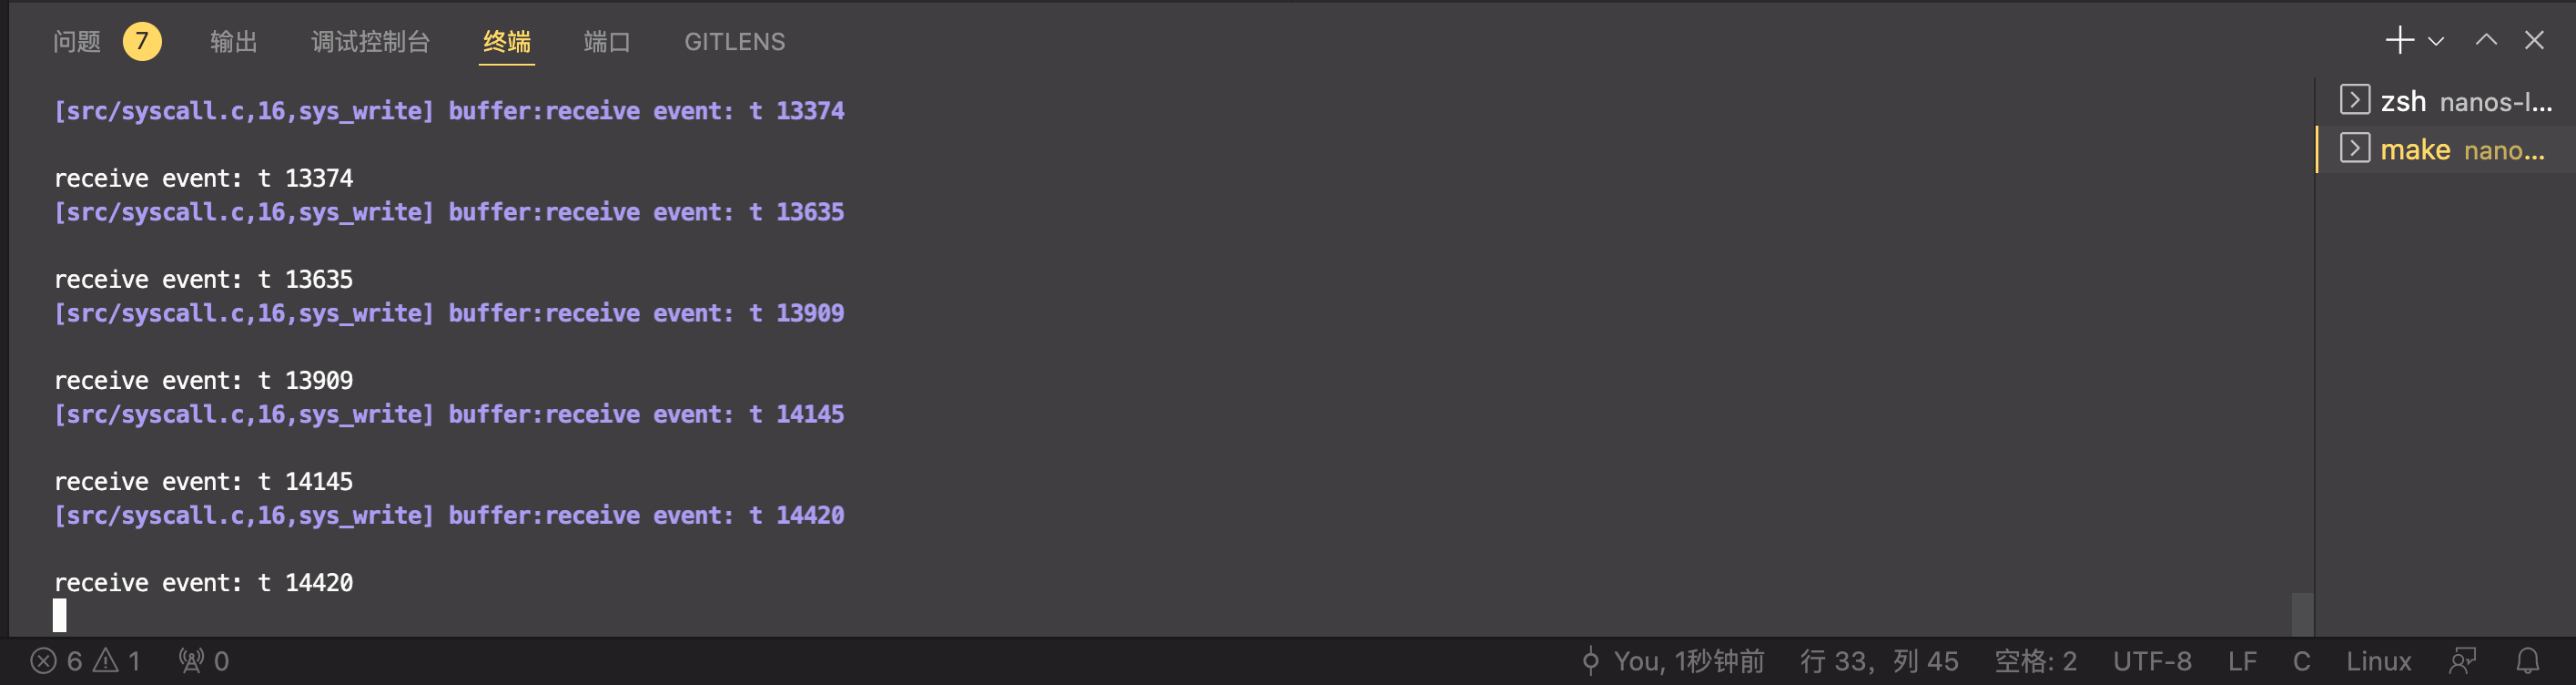 问题 7 输出 调试控制台 终端 端口 GITLENS
[src/syscall.c,16,sys_write] buffer:receive event: t 13374
receive event: t 13374
[src/syscall.c,16,sys_write] buffer:receive event: t 13635
receive event: t 13635
[src/syscall.c,16,sys_write] buffer:receive event: t 13909
receive event: t 13909
[src/syscall.c,16,sys_write] buffer:receive event: t 14145
receive event: t 14145
[src/syscall.c,16,sys_write] buffer:receive event: t 14420
receive event: t 14420
zsh nanos-l...
make nano...
6 1 0 You, 1秒钟前 行 33，列 45 空格: 2 UTF-8 LF C Linux